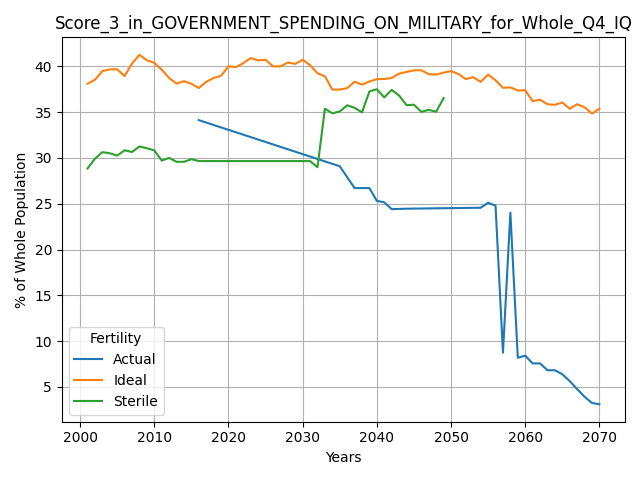 Score_3_in_GOVERNMENT_SPENDING_ON_MILITARY_for_Whole_Q4_IQ
% of Whole Population
40
35
30
25
20
15
10
5
Fertility
Actual
Ideal
Sterile
2000 2010 2020 2030 2040 2050 2060 2070
Years